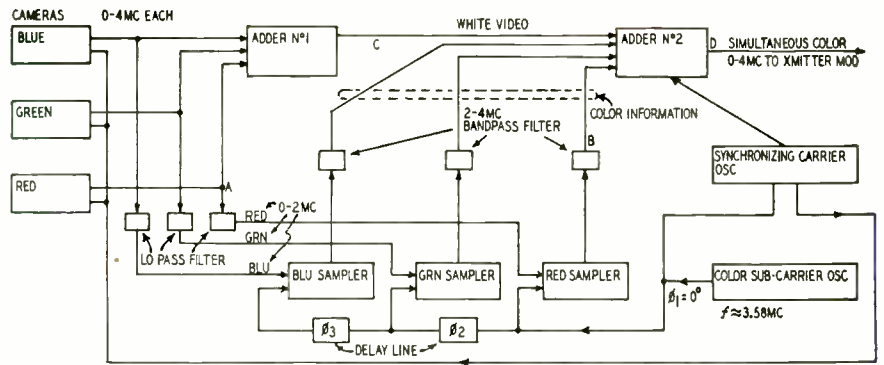 CAMERAS 0-4MC EACH
BLUE
GREEN
RED
ADDER Nº1
WHITE VIDEO
C
ADDER Nº2
D SIMULTANEOUS COLOR
0-4MC TO XMITTER MOD
COLOR INFORMATION
2-4MC
BANDPASS FILTER
B
SYNCHRONIZING CARRIER
OSC
A
RED 0-2MC
GRN
LO PASS FILTER
BLU
BLU SAMPLER
GRN SAMPLER
RED SAMPLER
COLOR SUB-CARRIER OSC
Ø1=0°
f≈3.58MC
Ø3
Ø2
DELAY LINE